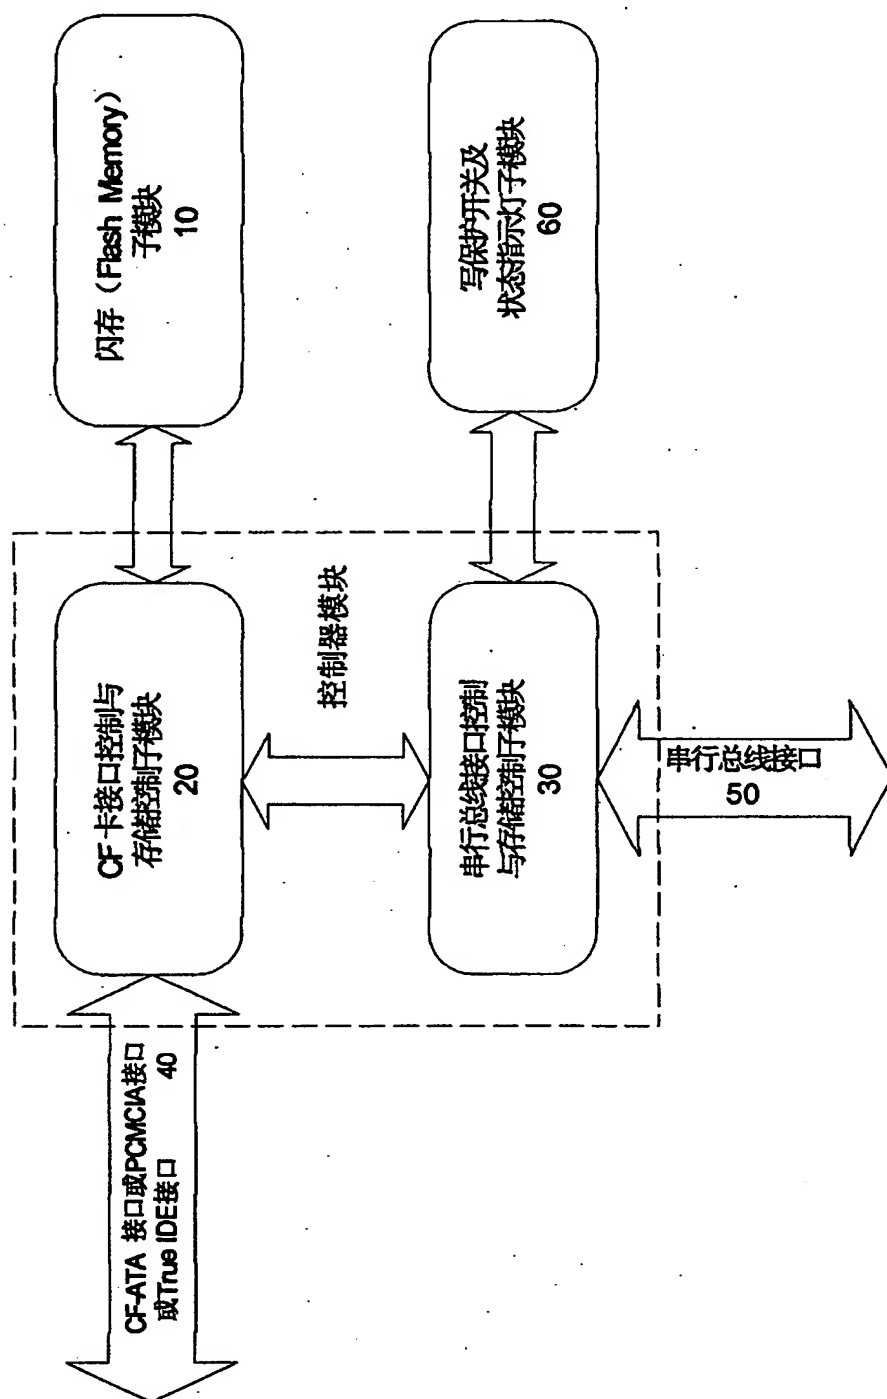 CF-ATA 接口或PCMCIA接口
或True IDE接口 40
CF 卡接口控制与
存储控制子模块
20
闪存（Flash Memory）
子模块
10
控制器模块
串行总线接口控制
与存储控制子模块
30
写保护开关及
状态指示灯子模块
60
串行总线接口
50